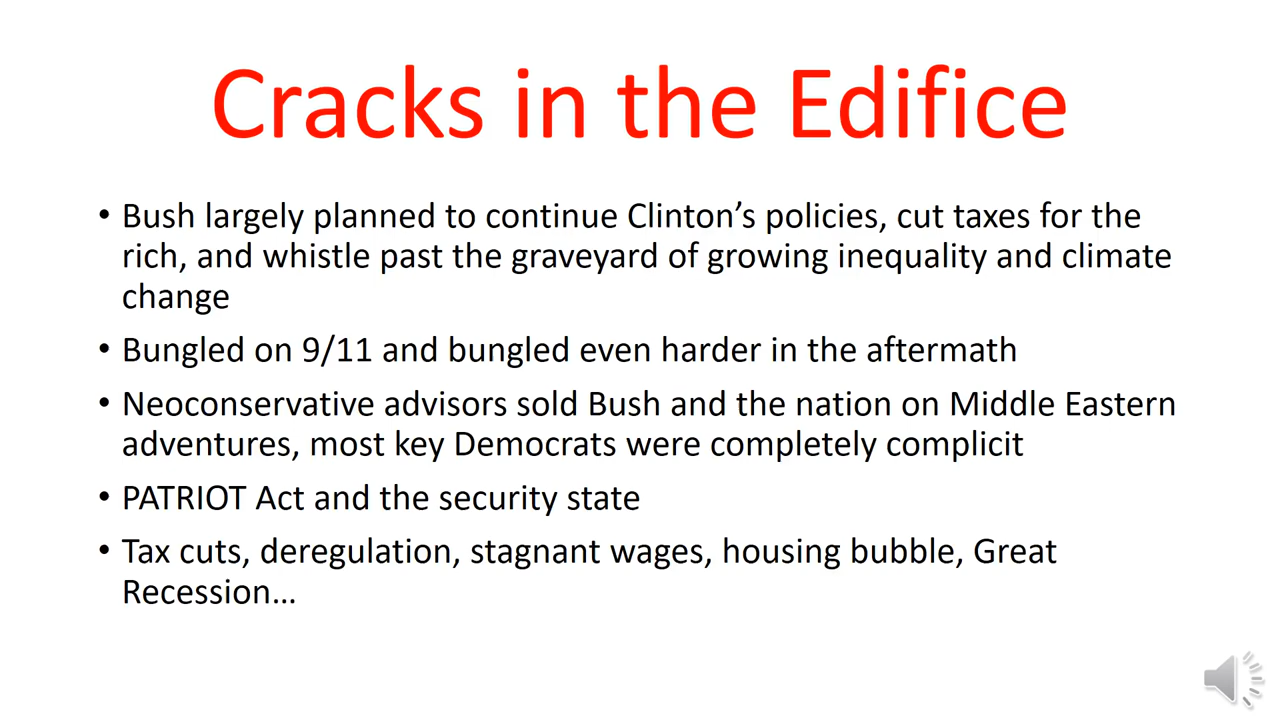 Cracks in the Edifice
• Bush largely planned to continue Clinton’s policies, cut taxes for the
rich, and whistle past the graveyard of growing inequality and climate
change
• Bungled on 9/11 and bungled even harder in the aftermath
• Neoconservative advisors sold Bush and the nation on Middle Eastern
adventures, most key Democrats were completely complicit
• PATRIOT Act and the security state
• Tax cuts, deregulation, stagnant wages, housing bubble, Great
Recession…